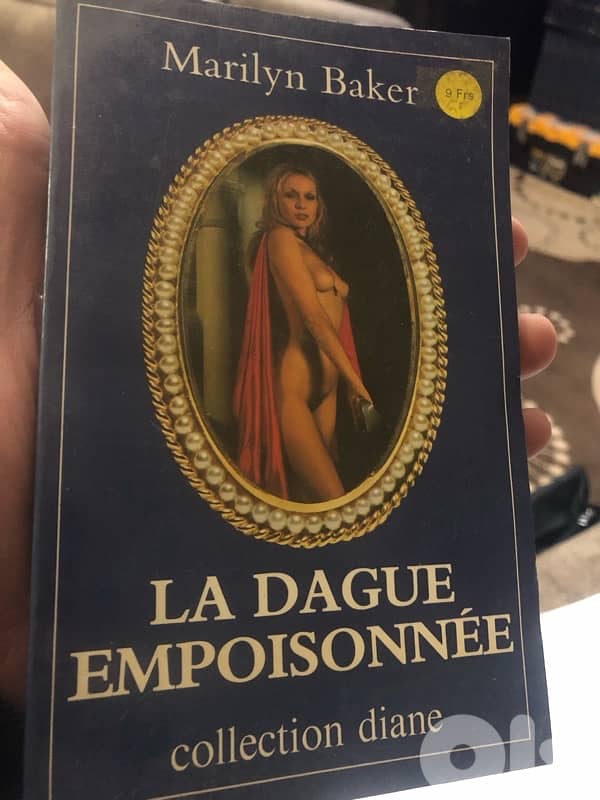 Marilyn Baker
9 Frs
LA DAGUE
EMPOISONNÉE
collection diane